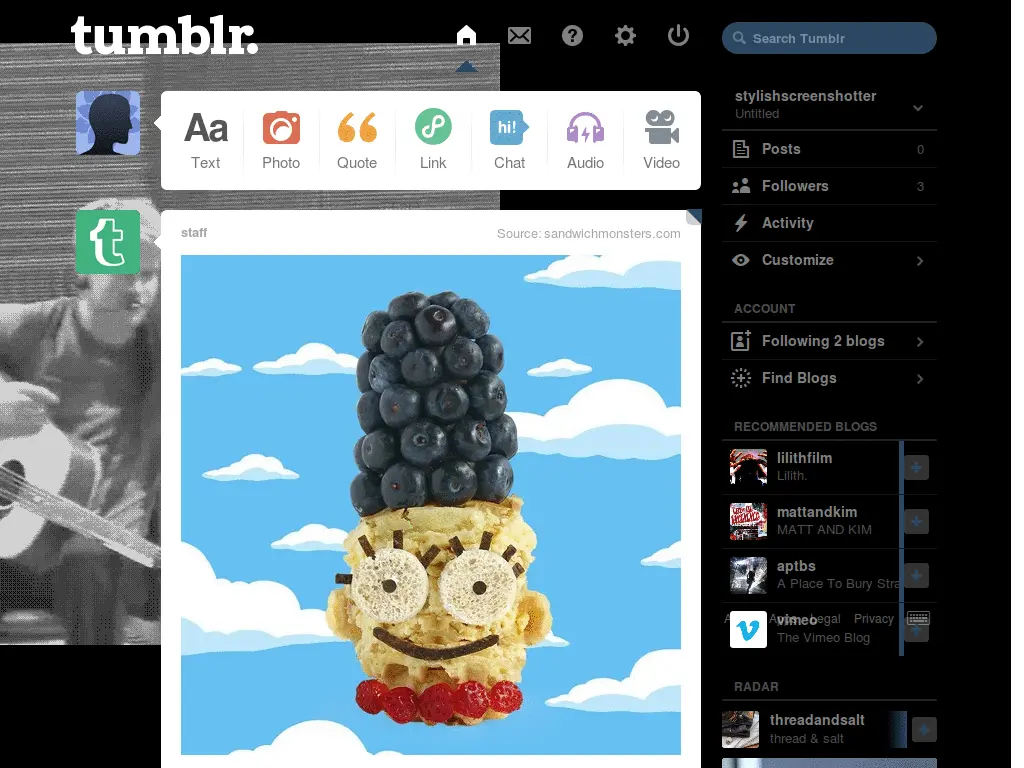 tumblr.
Search Tumblr
Aa
Text
Photo
Quote
Link
hi!
Chat
Audio
Video
staff
Source: sandwichmonsters.com
stylishscreenshotter
Untitled
Posts 0
Followers 3
Activity
Customize
ACCOUNT
Following 2 blogs
Find Blogs
RECOMMENDED BLOGS
lilithfilm
Lilith.
mattandkim
MATT AND KIM
aptbs
A Place To Bury Stra
Legal Privacy
vimeo
The Vimeo Blog
RADAR
threadandsalt
thread & salt